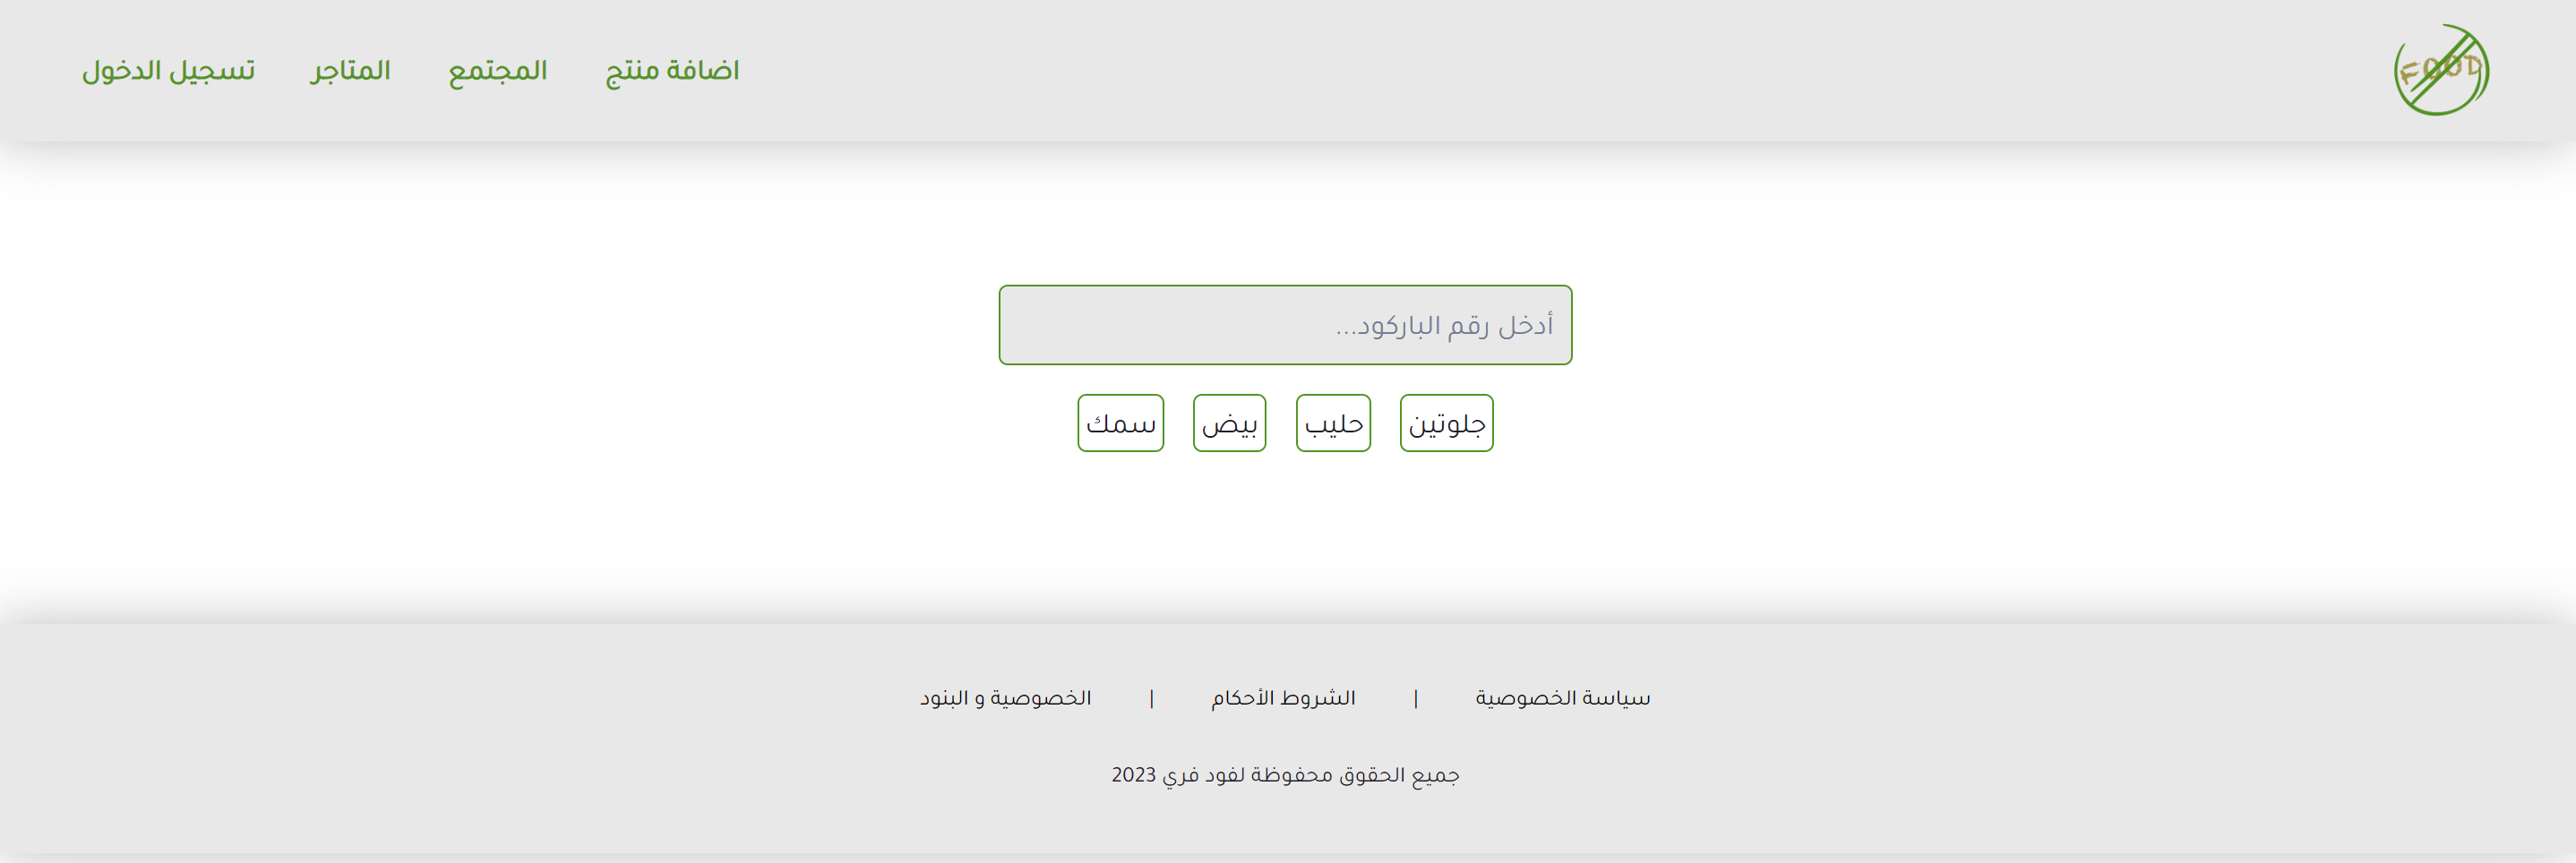 FOOD
اضافة منتج المجتمع المتاجر تسجيل الدخول
أدخل رقم الباركود...
جلوتين حليب بيض سمك
سياسة الخصوصية | الشروط الأحكام | الخصوصية و البنود
جميع الحقوق محفوظة لفود فري 2023